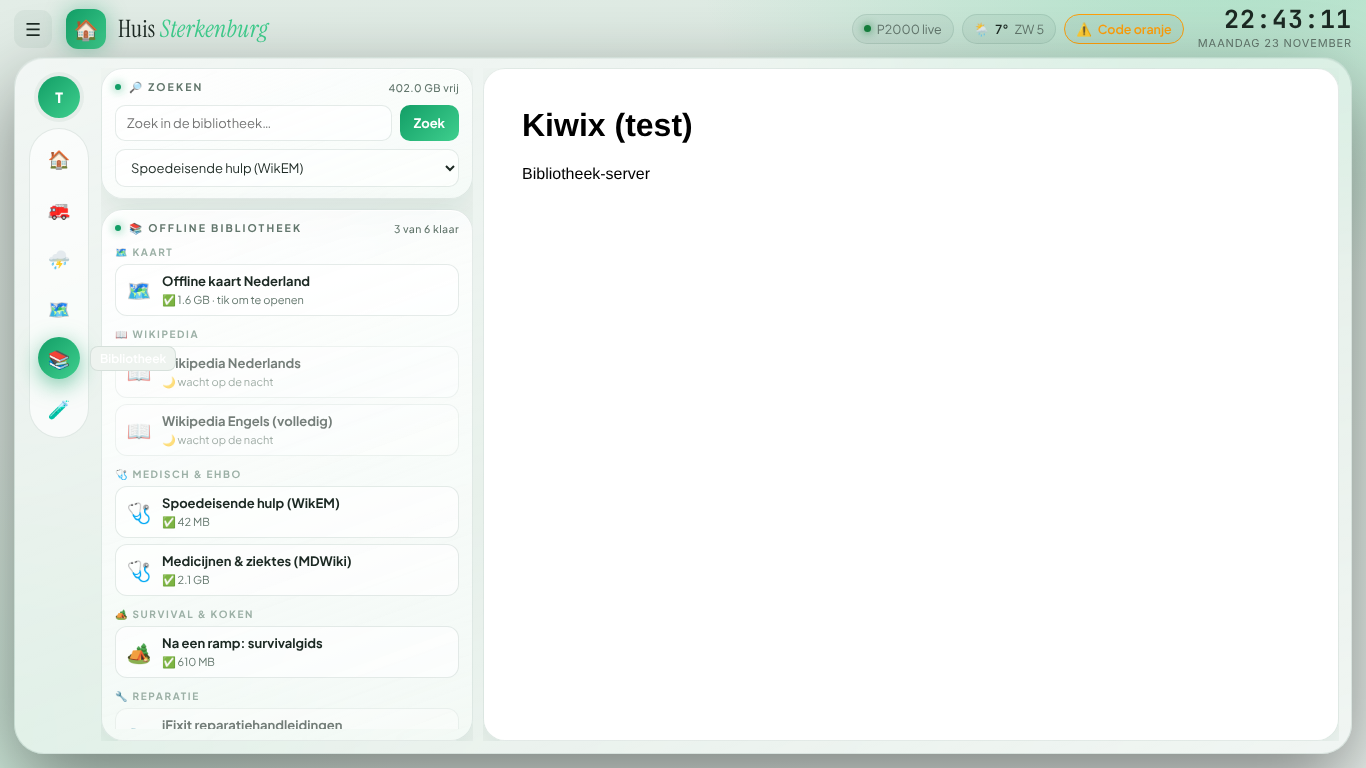 Huis Sterkenburg
P2000 live
7° ZW 5
Code oranje
22:43:11
MAANDAG 23 NOVEMBER
T
ZOEKEN
402.0 GB vrij
Zoek in de bibliotheek...
Zoek
Spoedeisende hulp (WikEM)
OFFLINE BIBLIOTHEEK
3 van 6 klaar
KAART
Offline kaart Nederland
1.6 GB · tik om te openen
WIKIPEDIA
Bibliotheek
ikipedia Nederlands
wacht op de nacht
Wikipedia Engels (volledig)
wacht op de nacht
MEDISCH & EHBO
Spoedeisende hulp (WikEM)
42 MB
Medicijnen & ziektes (MDWiki)
2.1 GB
SURVIVAL & KOKEN
Na een ramp: survivalgids
610 MB
REPARATIE
iFixit reparatiehandleidingen
Kiwix (test)
Bibliotheek-server